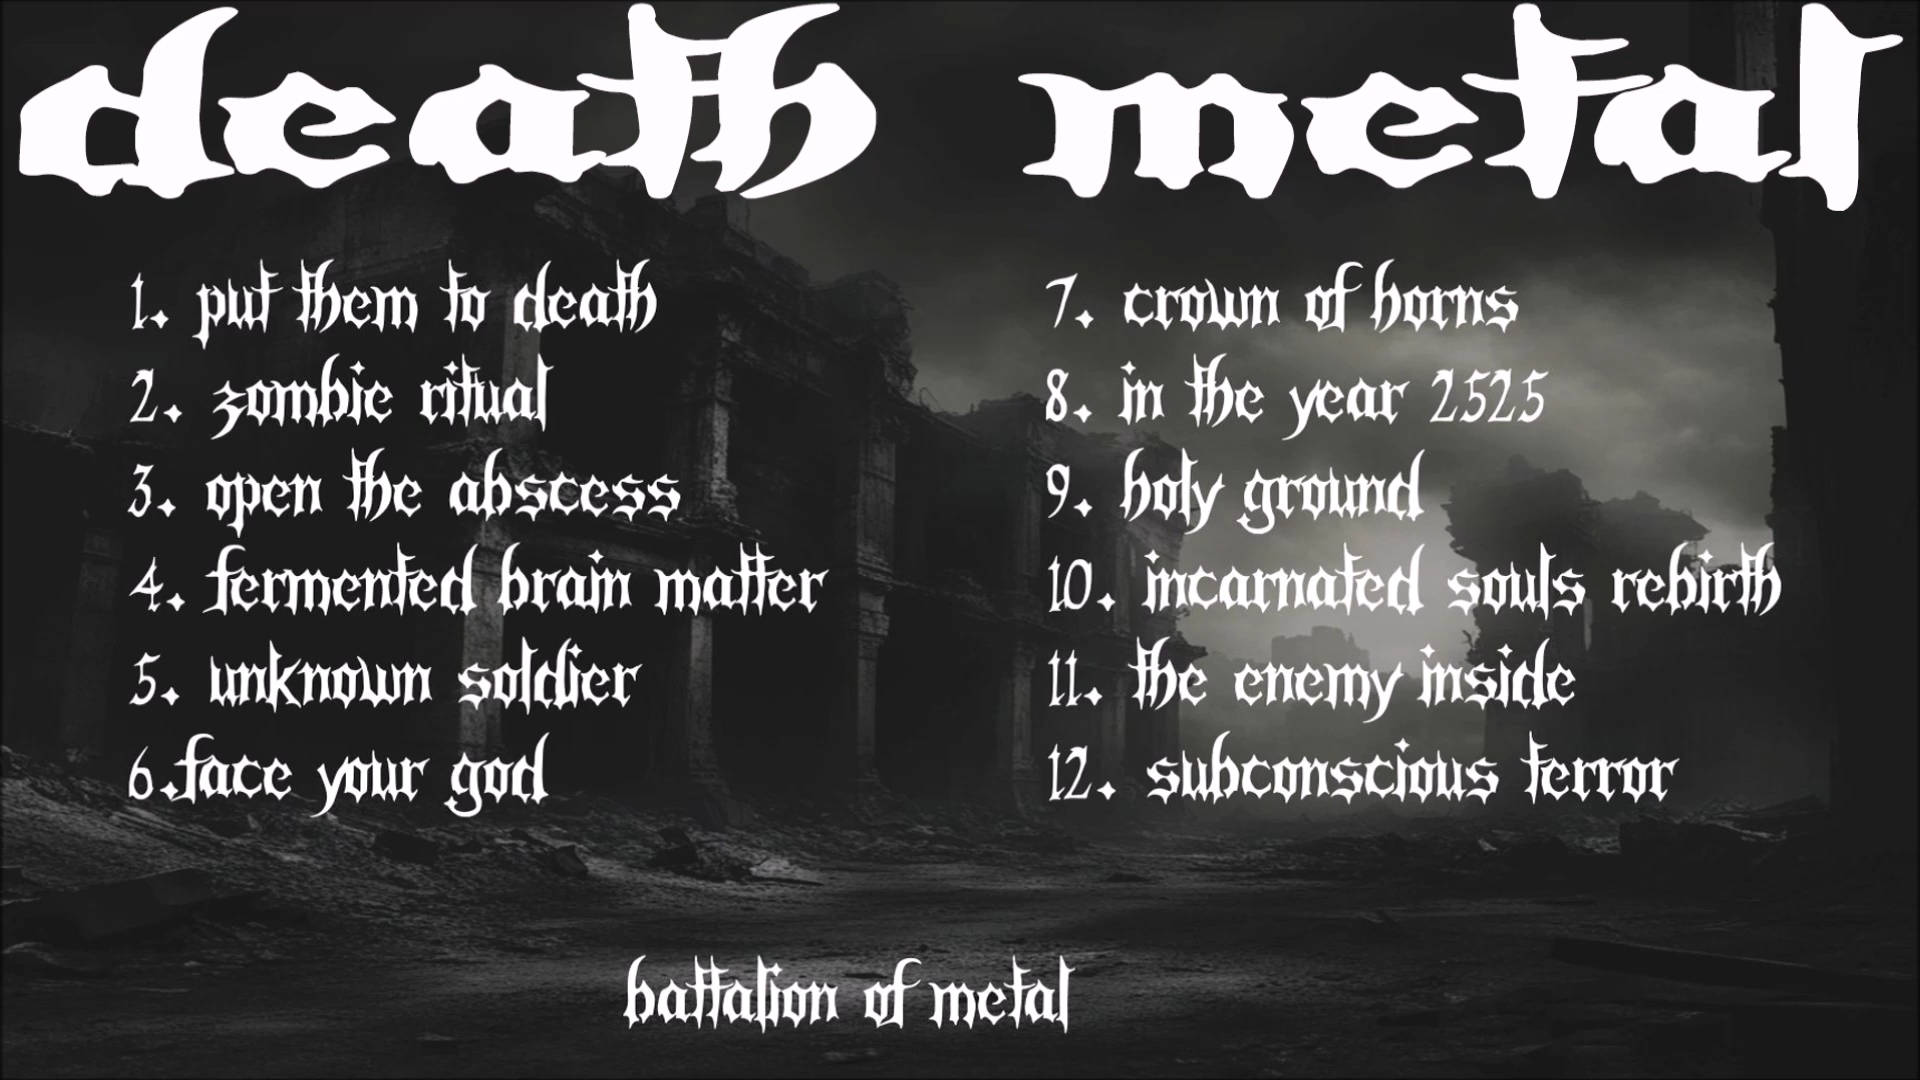 death metal
1. put them to death
2. zombie ritual
3. open the abscess
4. fermented brain matter
5. unknown soldier
6.face your god
7. crown of horns
8. in the year 2525
9. holy ground
10. incarnated souls rebirth
11. the enemy inside
12. subconscious terror
battalion of metal